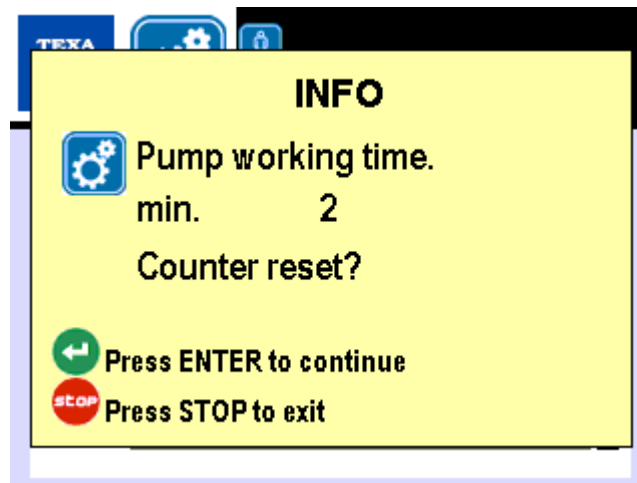 TEXA
INFO
Pump working time.
min. 2
Counter reset?
Press ENTER to continue
stop Press STOP to exit